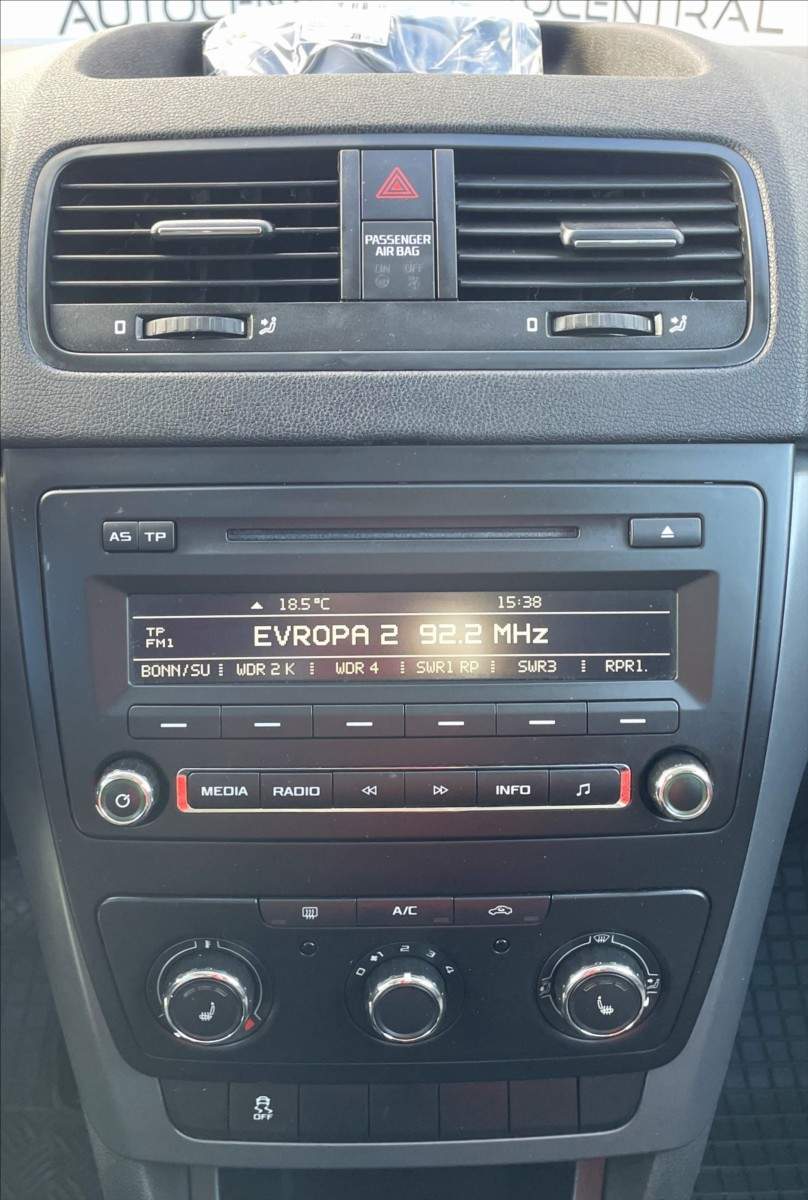 AUTOCEN OCENTRAL
PASSENGER
AIR BAG
ON OFF
0 0
AS TP
18.5°C 15:38
TP
FM1
EVROPA 2 92.2 MHz
BONN/SU WDR 2 K WDR 4 SWR1 RP SWR3 RPR1.
MEDIA RADIO INFO
A/C
0 1 2 3 4
OFF